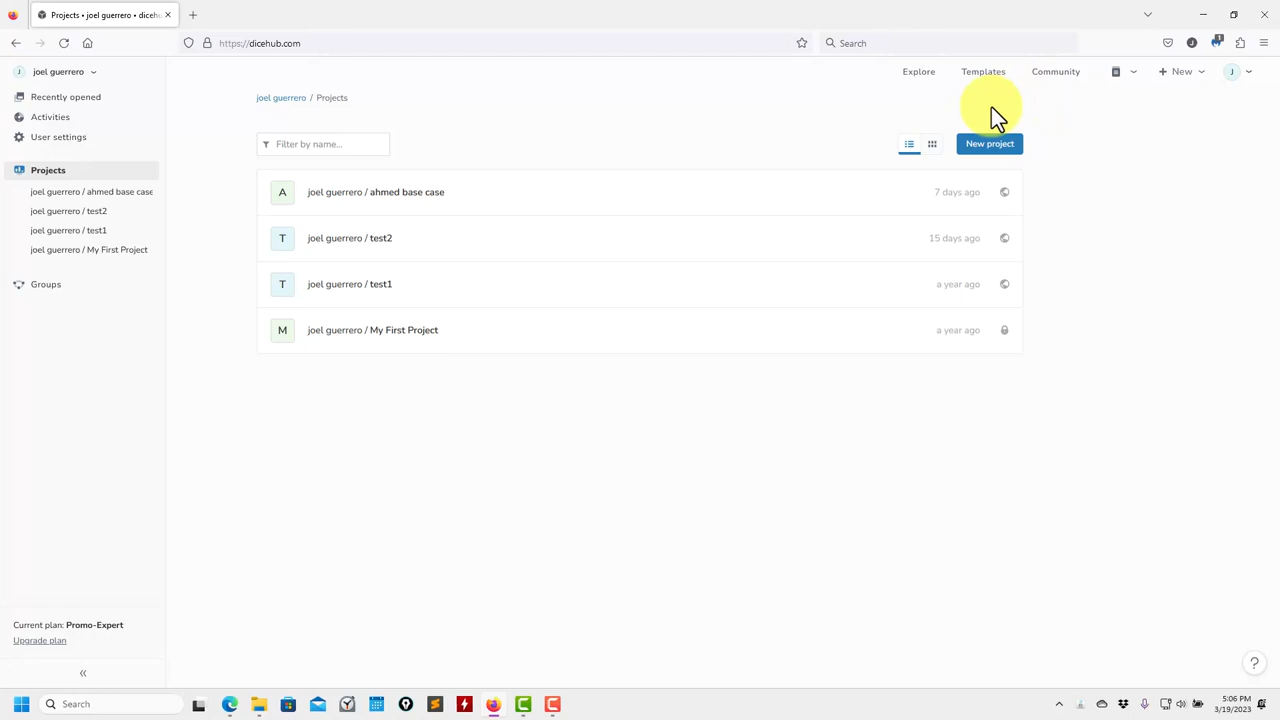 Projects • joel guerrero • dicehu
https://dicehub.com
Search
1
J
joel guerrero
Explore
Templates
Community
New
J
Recently opened
Activities
User settings
Projects
joel guerrero / ahmed base case
joel guerrero / test2
joel guerrero / test1
joel guerrero / My First Project
Groups
joel guerrero / Projects
Filter by name...
New project
A joel guerrero / ahmed base case 7 days ago
T joel guerrero / test2 15 days ago
T joel guerrero / test1 a year ago
M joel guerrero / My First Project a year ago
Current plan: Promo-Expert
Upgrade plan
«
?
Search
5:06 PM
3/19/2023